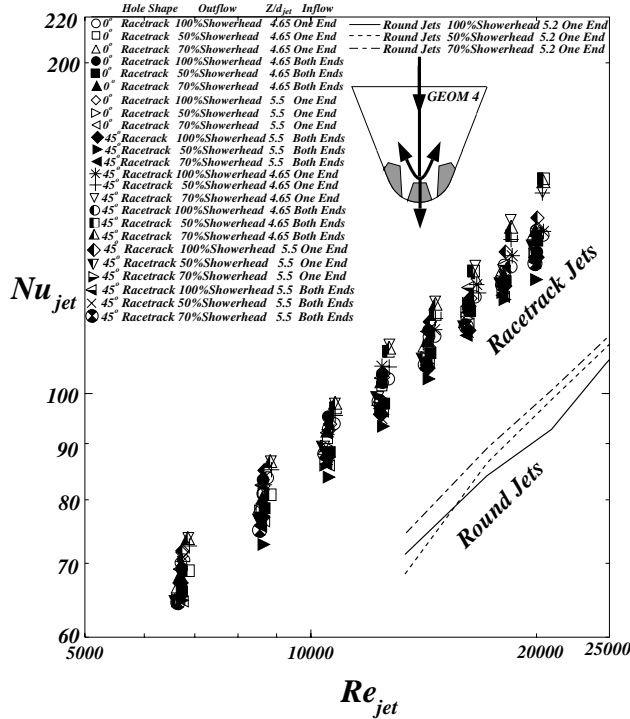 Hole Shape Outflow Z/d_jet Inflow
0° Racetrack 100%Showerhead 4.65 One End
0° Racetrack 50%Showerhead 4.65 One End
0° Racetrack 70%Showerhead 4.65 One End
0° Racetrack 100%Showerhead 4.65 Both Ends
0° Racetrack 50%Showerhead 4.65 Both Ends
0° Racetrack 70%Showerhead 4.65 Both Ends
0° Racetrack 100%Showerhead 5.5 One End
0° Racetrack 50%Showerhead 5.5 One End
0° Racetrack 70%Showerhead 5.5 One End
45° Racerack 100%Showerhead 5.5 Both Ends
45° Racetrack 50%Showerhead 5.5 Both Ends
45° Racetrack 70%Showerhead 5.5 Both Ends
45° Racetrack 100%Showerhead 4.65 One End
45° Racetrack 50%Showerhead 4.65 One End
45° Racetrack 70%Showerhead 4.65 One End
45° Racetrack 100%Showerhead 4.65 Both Ends
45° Racetrack 50%Showerhead 4.65 Both Ends
45° Racetrack 70%Showerhead 4.65 Both Ends
45° Racerack 100%Showerhead 5.5 One End
45° Racetrack 50%Showerhead 5.5 One End
45° Racetrack 70%Showerhead 5.5 One End
45° Racetrack 100%Showerhead 5.5 Both Ends
45° Racetrack 50%Showerhead 5.5 Both Ends
45° Racetrack 70%Showerhead 5.5 Both Ends
Round Jets 100%Showerhead 5.2 One End
Round Jets 50%Showerhead 5.2 One End
Round Jets 70%Showerhead 5.2 One End
GEOM 4
Racetrack Jets
Round Jets
220
200
100
90
80
70
60
Nu_jet
5000
10000
20000
25000
Re_jet